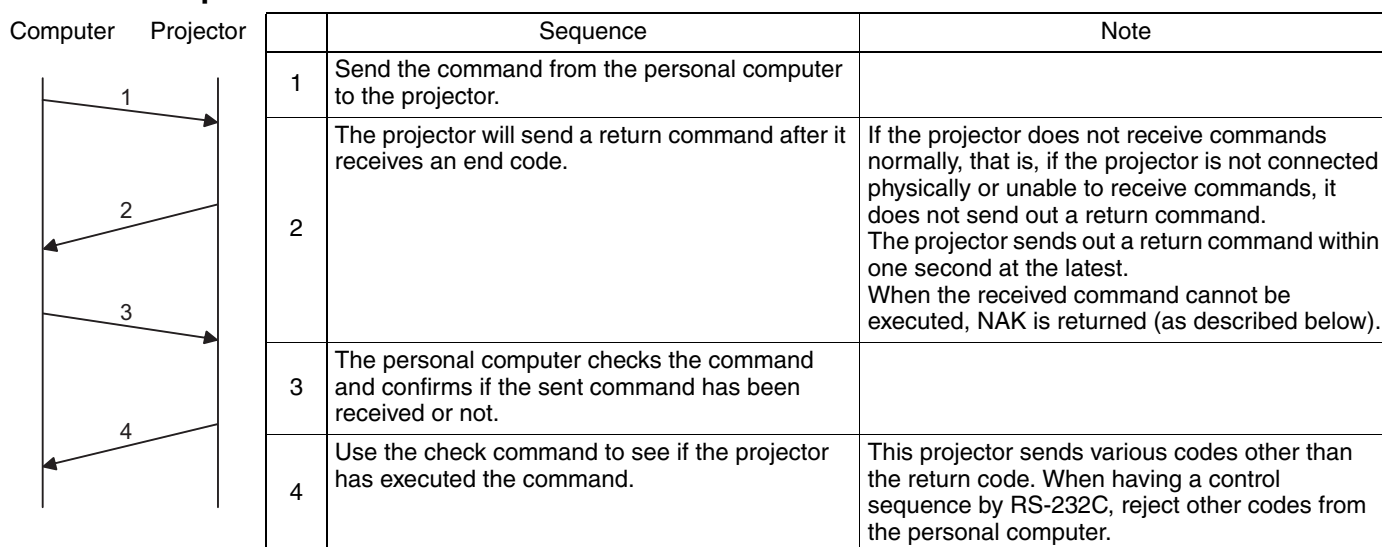 Computer Projector
1
2
3
4
Sequence Note
1
Send the command from the personal computer
to the projector.
2
The projector will send a return command after it
receives an end code.
If the projector does not receive commands
normally, that is, if the projector is not connected
physically or unable to receive commands, it
does not send out a return command.
The projector sends out a return command within
one second at the latest.
When the received command cannot be
executed, NAK is returned (as described below).
3
The personal computer checks the command
and confirms if the sent command has been
received or not.
4
Use the check command to see if the projector
has executed the command.
This projector sends various codes other than
the return code. When having a control
sequence by RS-232C, reject other codes from
the personal computer.